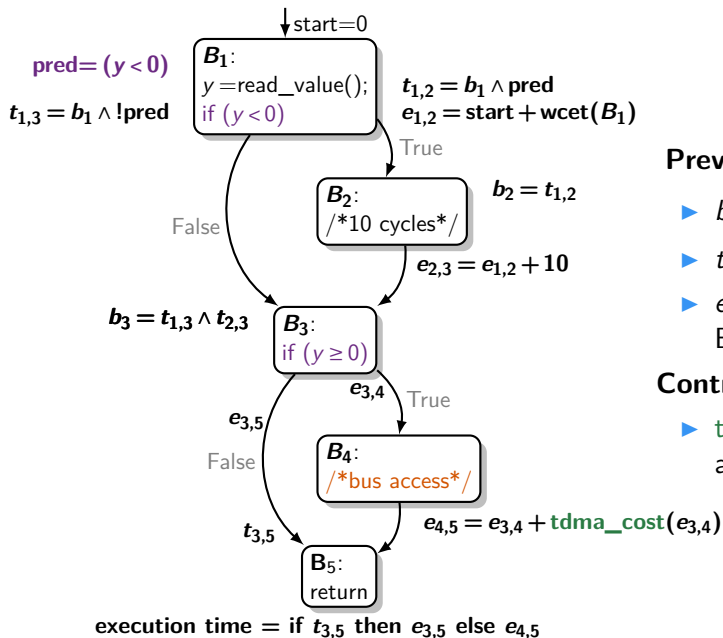 start=0
pred=(y<0)
B₁:
y =read_value();
if (y<0)
t₁,₃ = b₁ ∧ !pred
t₁,₂ = b₁ ∧ pred
e₁,₂ = start + wcet(B₁)
True
Prev
B₂:
/*10 cycles*/
b₂ = t₁,₂
b
False
t
e₂,₃ = e₁,₂ + 10
e
b₃ = t₁,₃ ∧ t₂,₃
B₃:
if (y ≥ 0)
E
Contr
e₃,₄
True
e₃,₅
t
False
B₄:
/*bus access*/
a
e₄,₅ = e₃,₄ + tdma_cost(e₃,₄)
t₃,₅
B₅:
return
execution time = if t₃,₅ then e₃,₅ else e₄,₅